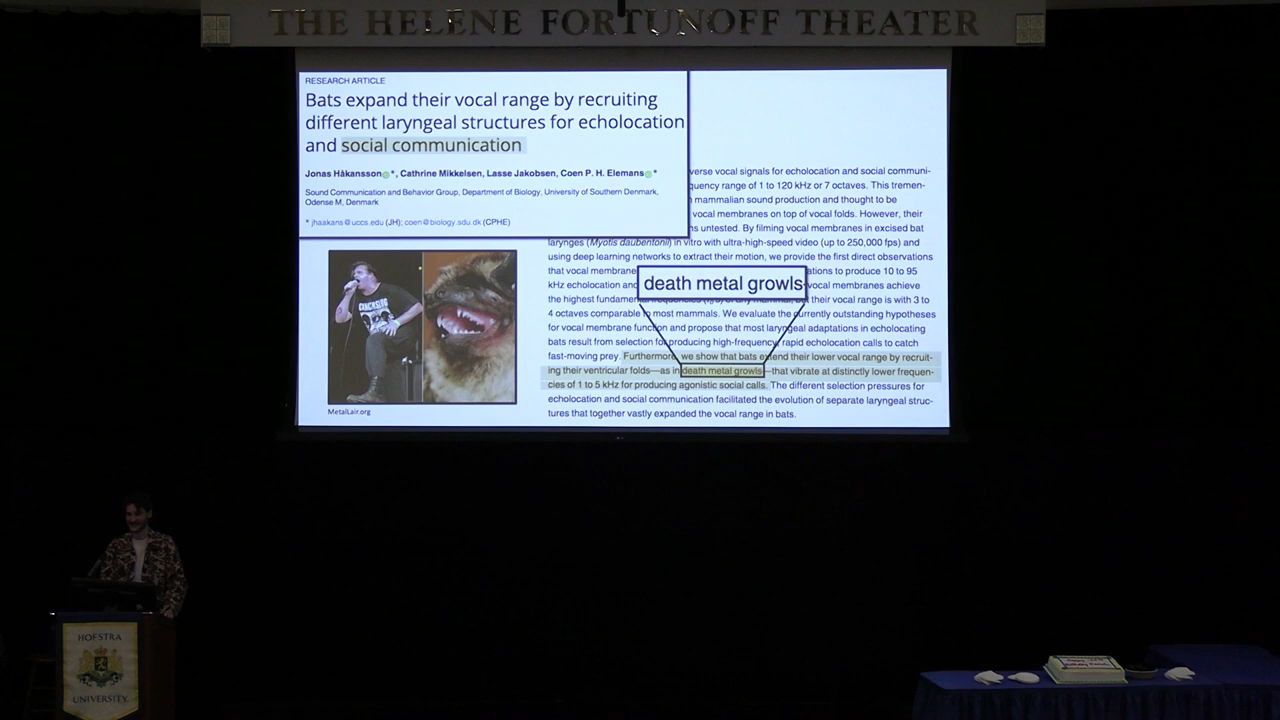 THE HELENE FORTUNOFF THEATER
RESEARCH ARTICLE
Bats expand their vocal range by recruiting
different laryngeal structures for echolocation
and social communication
Jonas Håkansson*, Cathrine Mikkelsen, Lasse Jakobsen, Coen P. H. Elemans*
Sound Communication and Behavior Group, Department of Biology, University of Southern Denmark,
Odense M, Denmark
* jhaakans@uccs.edu (JH); coen@biology.sdu.dk (CPHE)
verse vocal signals for echolocation and social communi-
quency range of 1 to 120 kHz or 7 octaves. This tremen-
mammalian sound production and thought to be
vocal membranes on top of vocal folds. However, their
ns untested. By filming vocal membranes in excised bat
larynges (Myotis daubentonii) in vitro with ultra-high-speed video (up to 250,000 fps) and
using deep learning networks to extract their motion, we provide the first direct observations
that vocal membrane ations to produce 10 to 95
kHz echolocation and vocal membranes achieve
death metal growls
the highest fundamental frequencies of any mammal, but their vocal range is with 3 to
4 octaves comparable to most mammals. We evaluate the currently outstanding hypotheses
for vocal membrane function and propose that most laryngeal adaptations in echolocating
bats result from selection for producing high-frequency, rapid echolocation calls to catch
fast-moving prey. Furthermore, we show that bats extend their lower vocal range by recruit-
ing their ventricular folds—as in death metal growls—that vibrate at distinctly lower frequen-
cies of 1 to 5 kHz for producing agonistic social calls. The different selection pressures for
echolocation and social communication facilitated the evolution of separate laryngeal struc-
tures that together vastly expanded the vocal range in bats.
MetalLair.org
HOFSTRA
UNIVERSITY